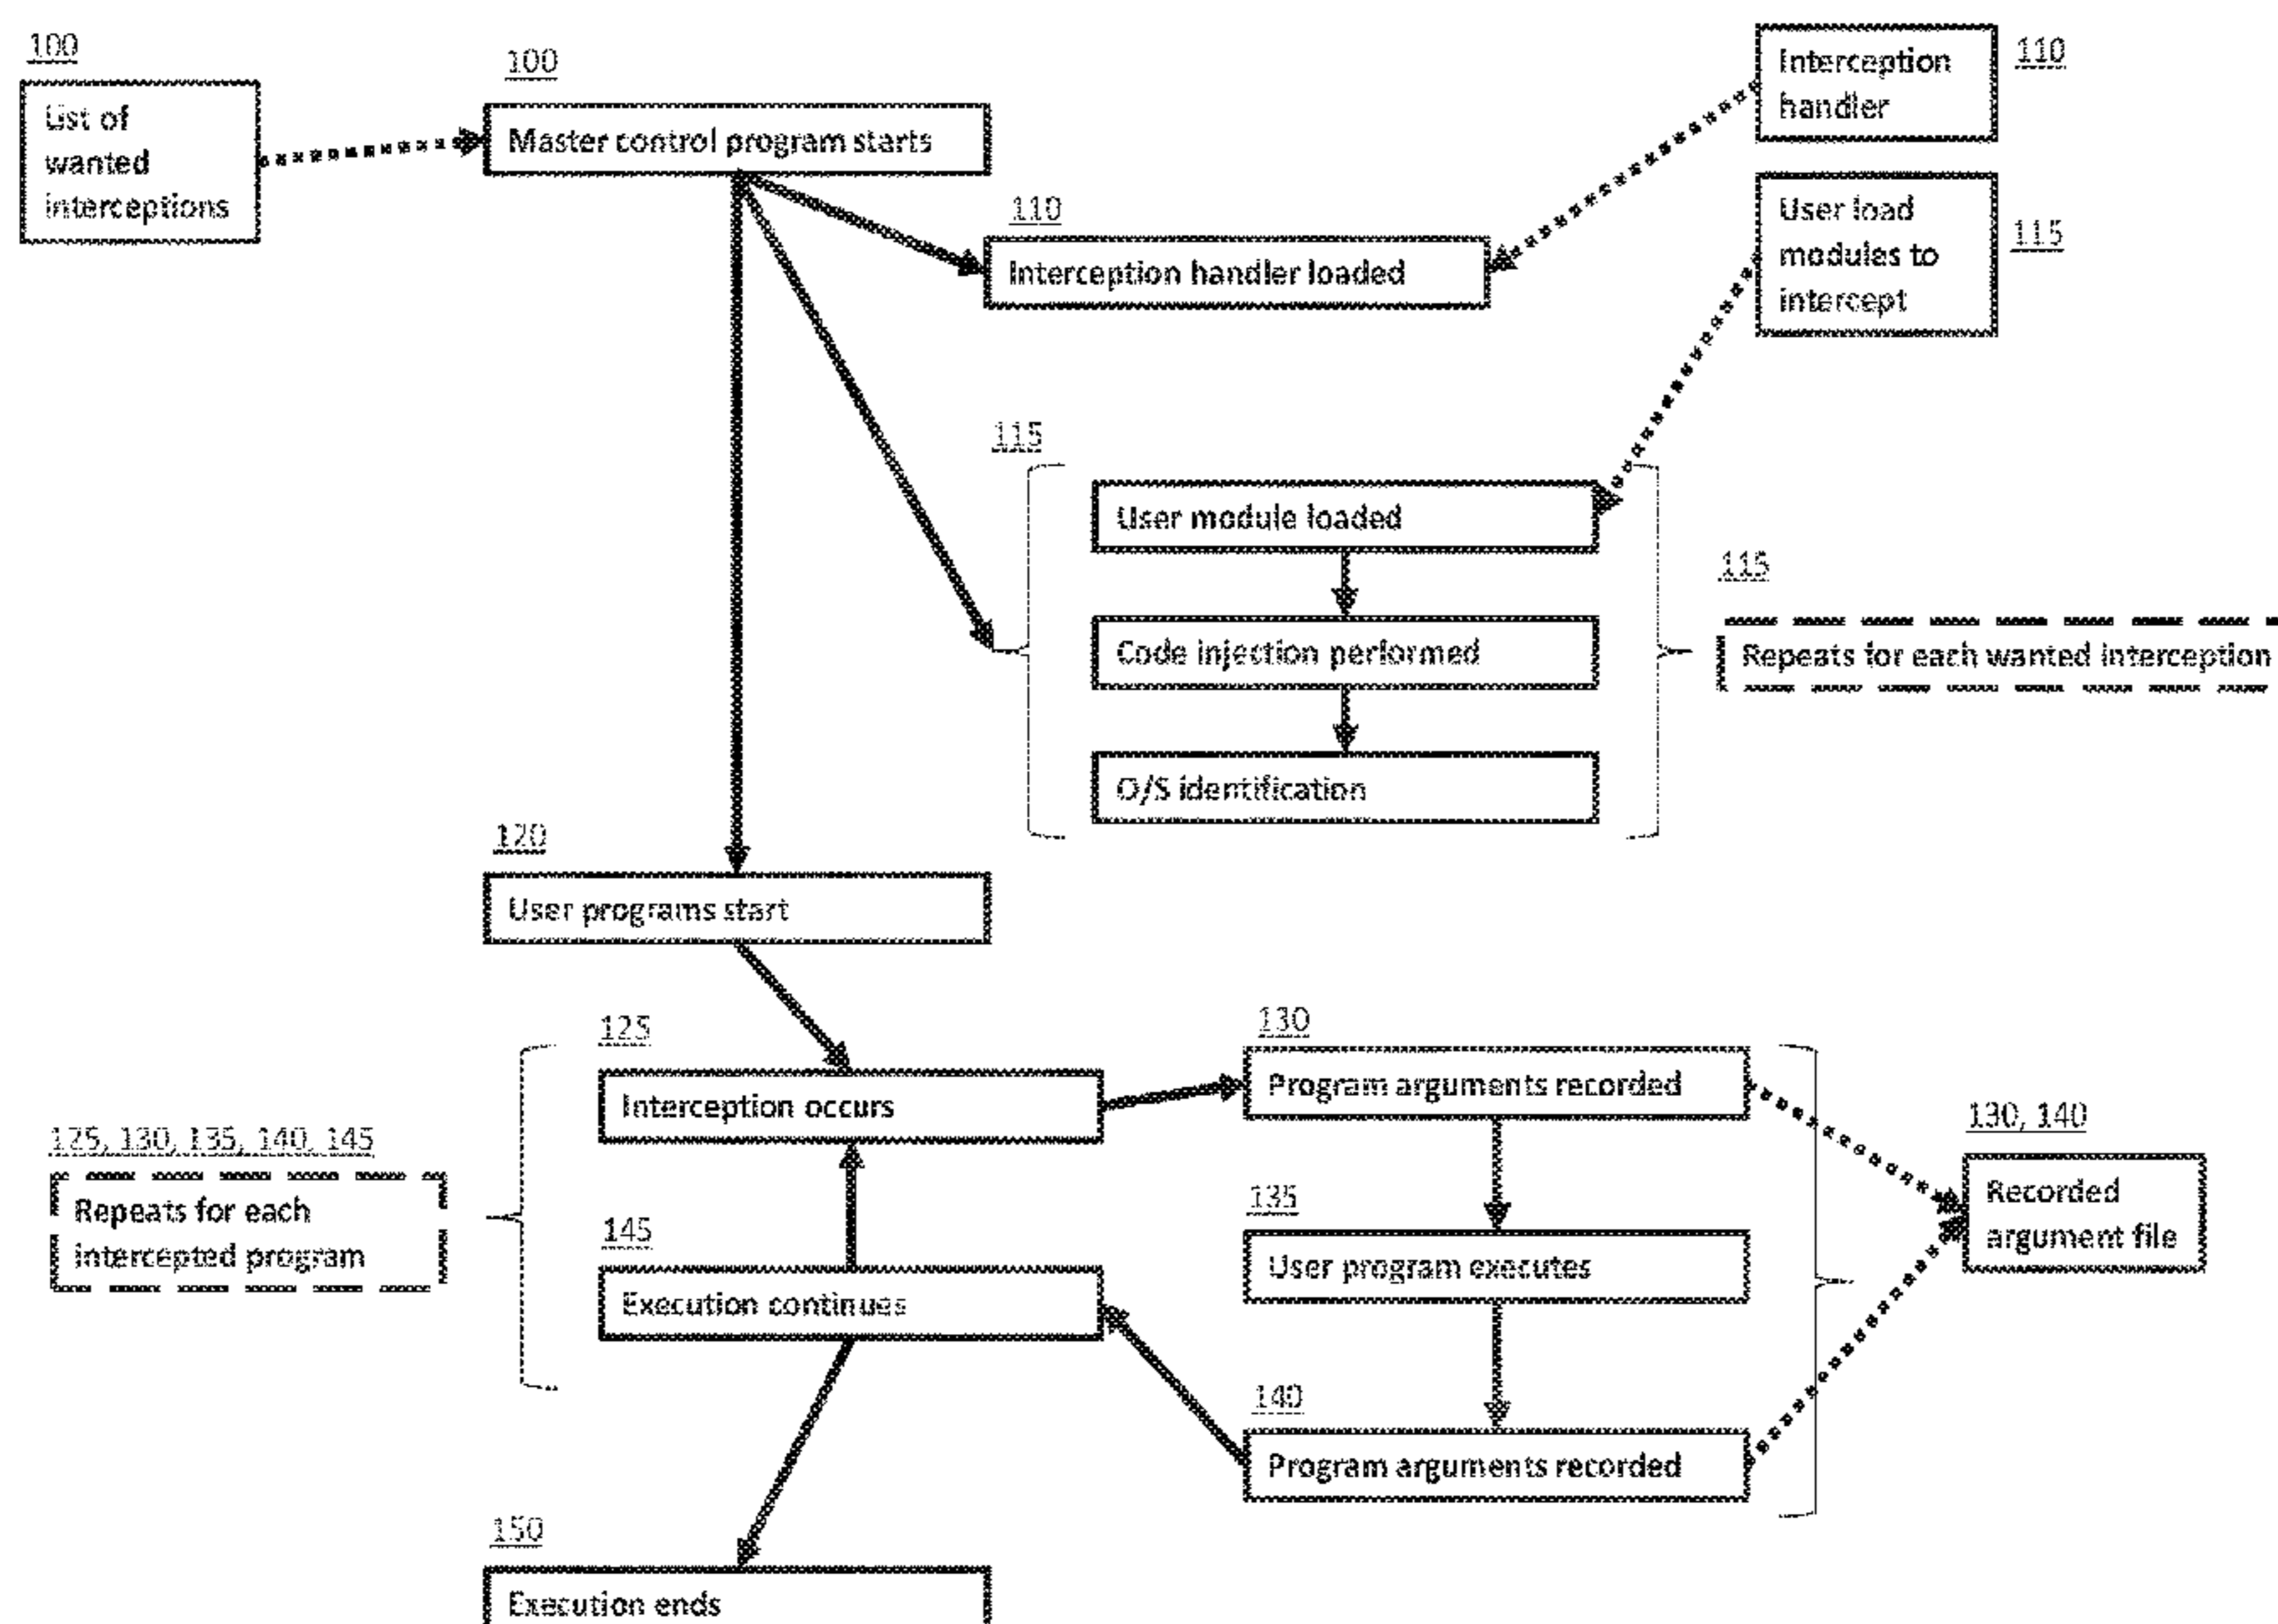 100
List of
wanted
interceptions
100
Master control program starts
110
Interception handler loaded
Interception
handler
110
User load
modules to
intercept
115
115
User module loaded
Code injection performed
O/S identification
115
Repeats for each wanted interception
120
User programs start
125
Interception occurs
130
Program arguments recorded
125, 130, 135, 140, 145
Repeats for each
intercepted program
145
Execution continues
135
User program executes
130, 140
Recorded
argument file
140
Program arguments recorded
150
Execution ends